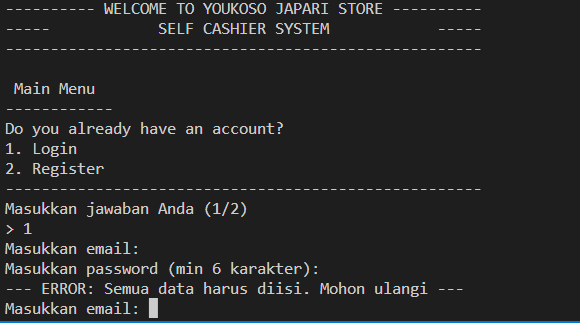 ---------- WELCOME TO YOUKOSO JAPARI STORE ----------
-----            SELF CASHIER SYSTEM            -----
-----------------------------------------------------
 Main Menu
------------
Do you already have an account?
1. Login
2. Register
-----------------------------------------------------
Masukkan jawaban Anda (1/2)
> 1
Masukkan email:
Masukkan password (min 6 karakter):
--- ERROR: Semua data harus diisi. Mohon ulangi ---
Masukkan email: